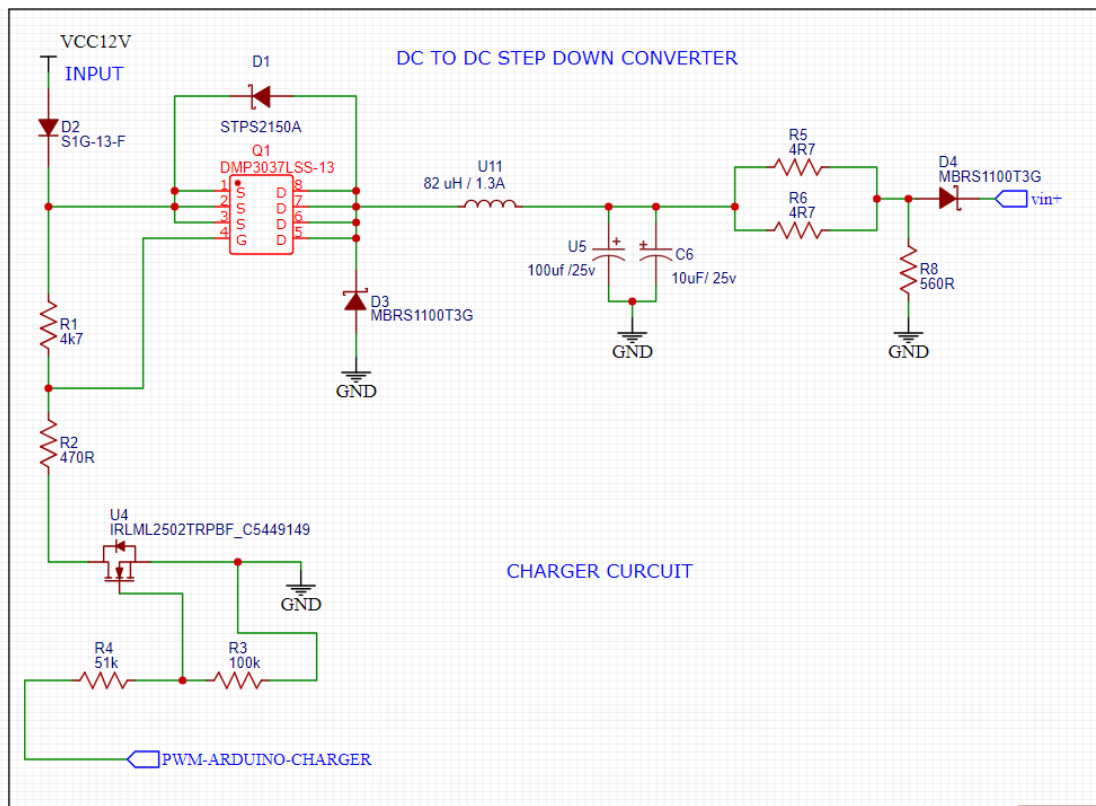 VCC12V
INPUT
DC TO DC STEP DOWN CONVERTER
D1
STPS2150A
D2
S1G-13-F
Q1
DMP3037LSS-13
1 S D 8
2 S D 7
3 S D 6
4 G D 5
U11
82 uH / 1.3A
R5
4R7
R6
4R7
D4
MBRS1100T3G
vin+
U5
100uf /25v
C6
10uF/ 25v
GND
R8
560R
GND
D3
MBRS1100T3G
GND
R1
4k7
R2
470R
U4
IRLML2502TRPBF_C5449149
GND
CHARGER CURCUIT
R4
51k
R3
100k
PWM-ARDUINO-CHARGER